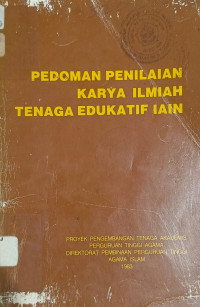 PEDOMAN PENILAIAN
KARYA ILMIAH
TENAGA EDUKATIF IAIN
PROYEK PENGEMBANGAN TENAGA AKADEMIS
PERGURUAN TINGGI AGAMA
DIREKTORAT PEMBINAAN PERGURUAN TINGGI
AGAMA ISLAM